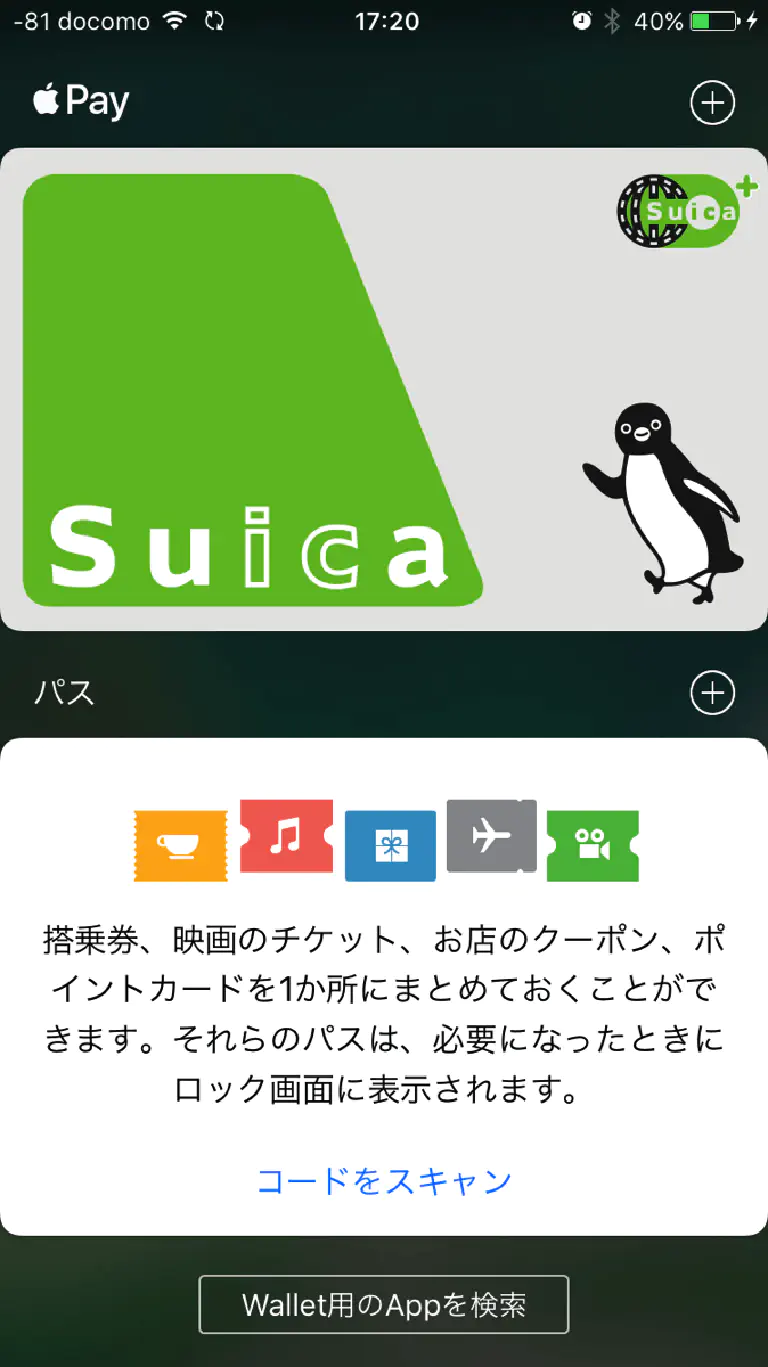 -81 docomo 17:20 40%
Pay
Suica
Suica
パス
搭乗券、映画のチケット、お店のクーポン、ポ
イントカードを1か所にまとめておくことがで
きます。それらのパスは、必要になったときに
ロック画面に表示されます。
コードをスキャン
Wallet用のAppを検索